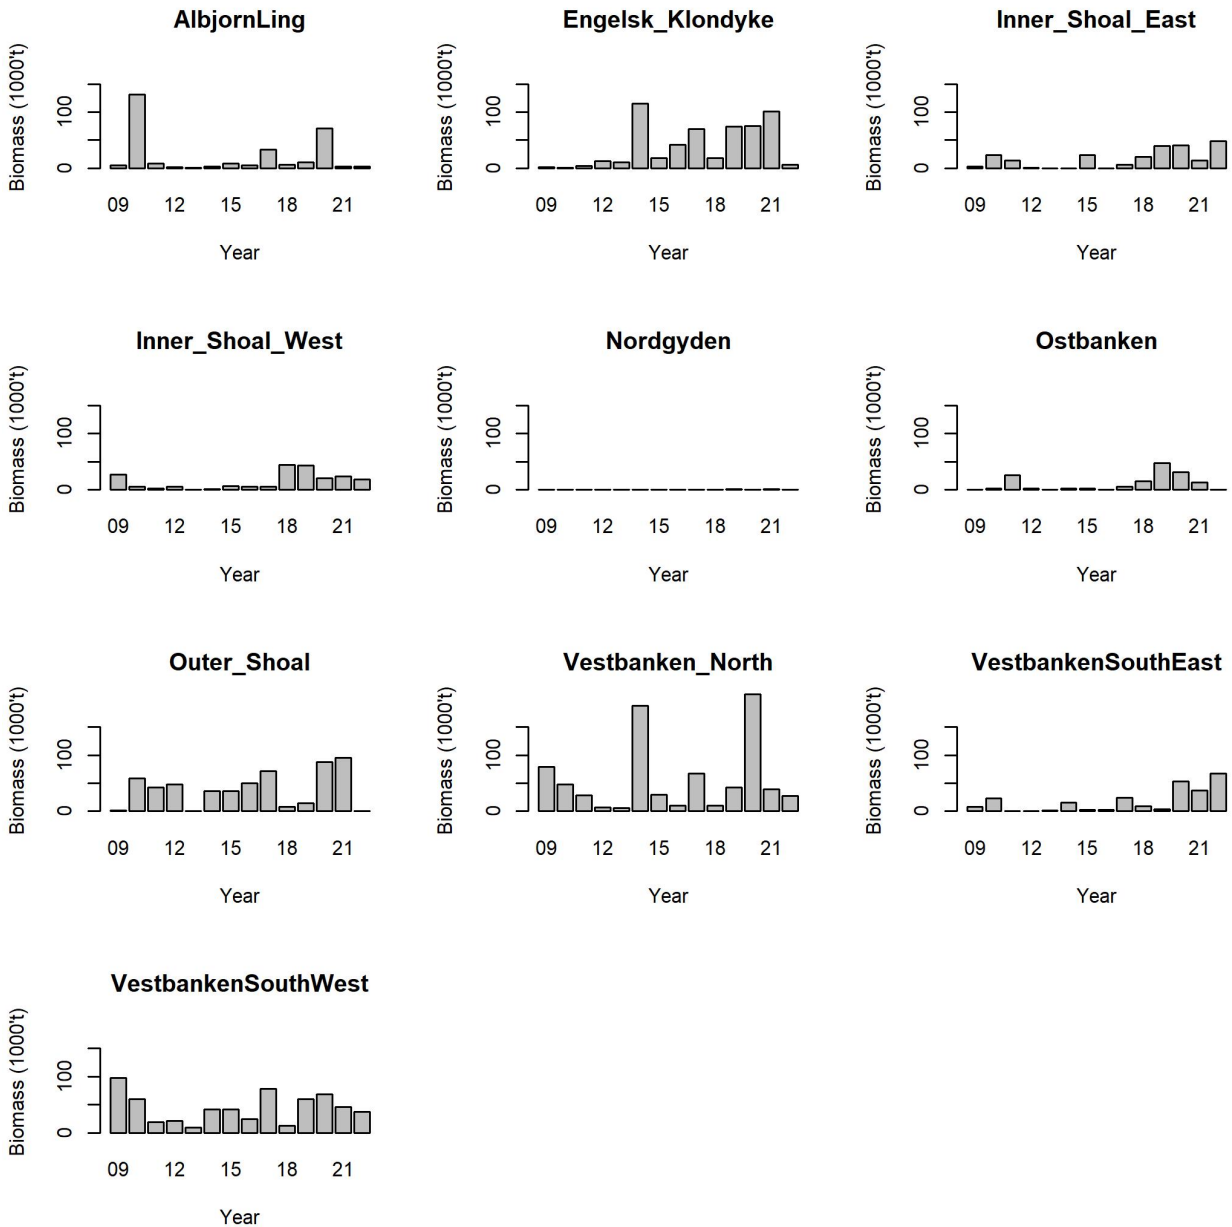 AlbjornLing
Biomass (1000't)
100
0
09 12 15 18 21
Year
Engelsk_Klondyke
Biomass (1000't)
100
0
09 12 15 18 21
Year
Inner_Shoal_East
Biomass (1000't)
100
0
09 12 15 18 21
Year
Inner_Shoal_West
Biomass (1000't)
100
0
09 12 15 18 21
Year
Nordgyden
Biomass (1000't)
100
0
09 12 15 18 21
Year
Ostbanken
Biomass (1000't)
100
0
09 12 15 18 21
Year
Outer_Shoal
Biomass (1000't)
100
0
09 12 15 18 21
Year
Vestbanken_North
Biomass (1000't)
100
0
09 12 15 18 21
Year
VestbankenSouthEast
Biomass (1000't)
100
0
09 12 15 18 21
Year
VestbankenSouthWest
Biomass (1000't)
100
0
09 12 15 18 21
Year